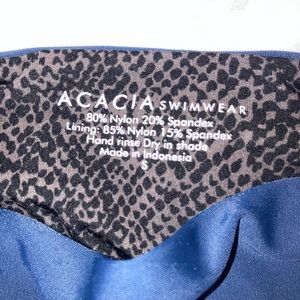 ACACIA SWIMWEAR
80% Nylon 20% Spandex
Lining: 85% Nylon 15% Spandex
Hand rinse Dry in shade
Made in Indonesia
S